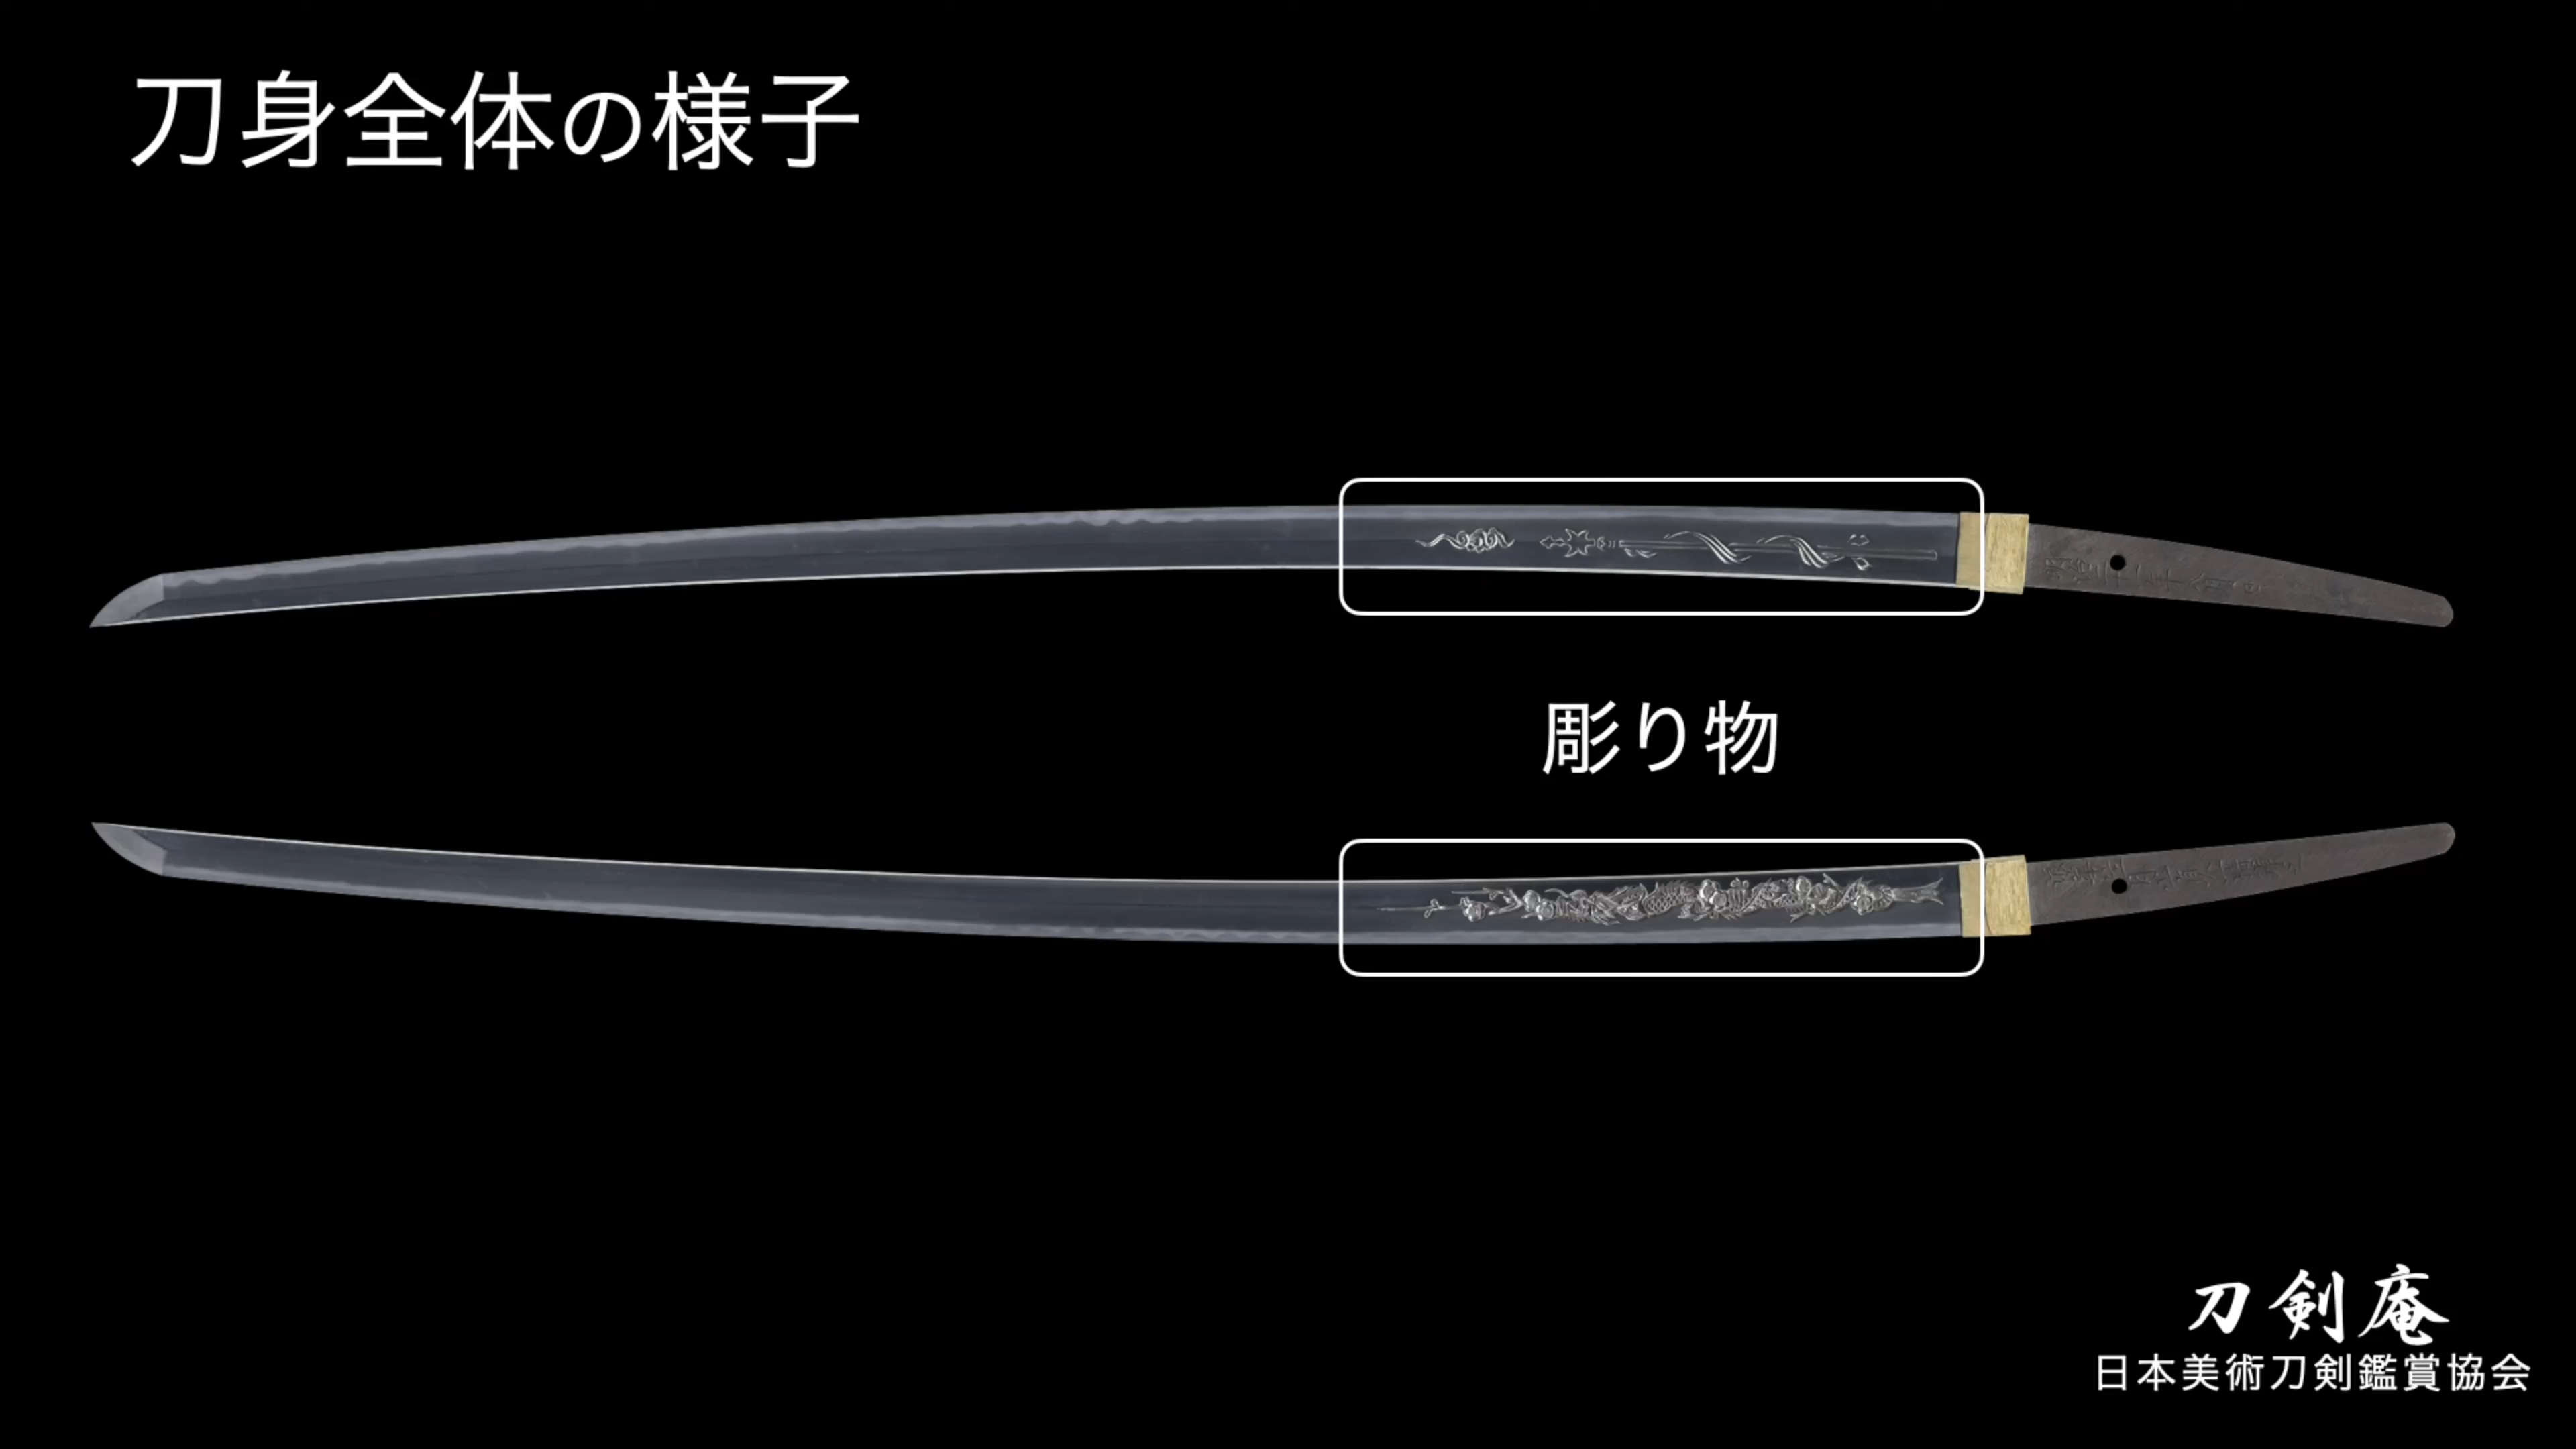 刀身全体の様子
彫り物
刀剣庵
日本美術刀剣鑑賞協会